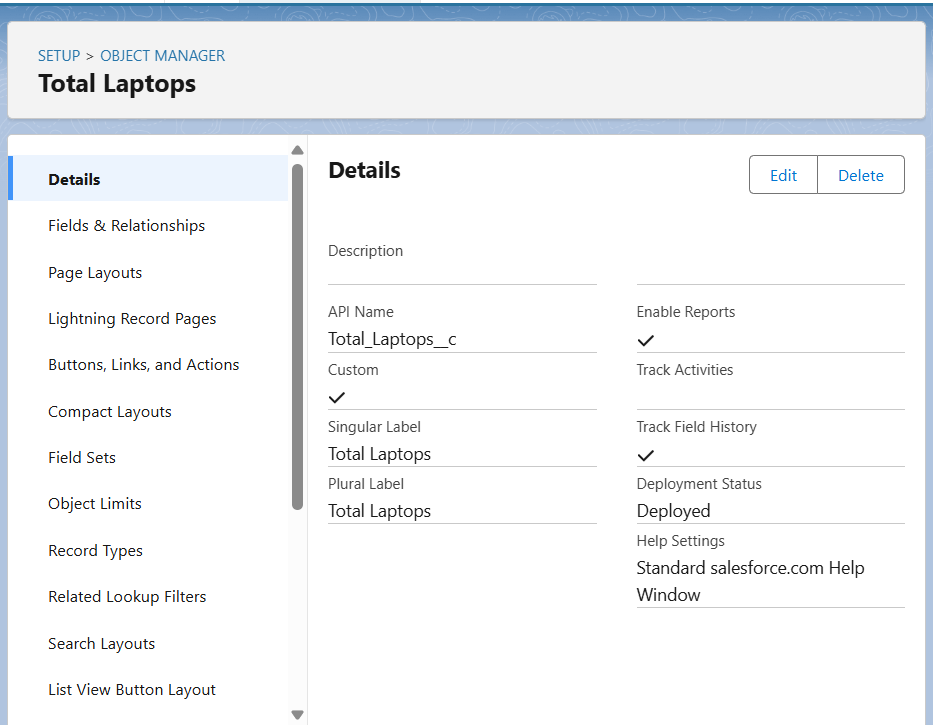 SETUP > OBJECT MANAGER
Total Laptops
Details
Fields & Relationships
Page Layouts
Lightning Record Pages
Buttons, Links, and Actions
Compact Layouts
Field Sets
Object Limits
Record Types
Related Lookup Filters
Search Layouts
List View Button Layout
Details
Edit
Delete
Description
API Name
Total_Laptops__c
Custom
Singular Label
Total Laptops
Plural Label
Total Laptops
Enable Reports
Track Activities
Track Field History
Deployment Status
Deployed
Help Settings
Standard salesforce.com Help
Window